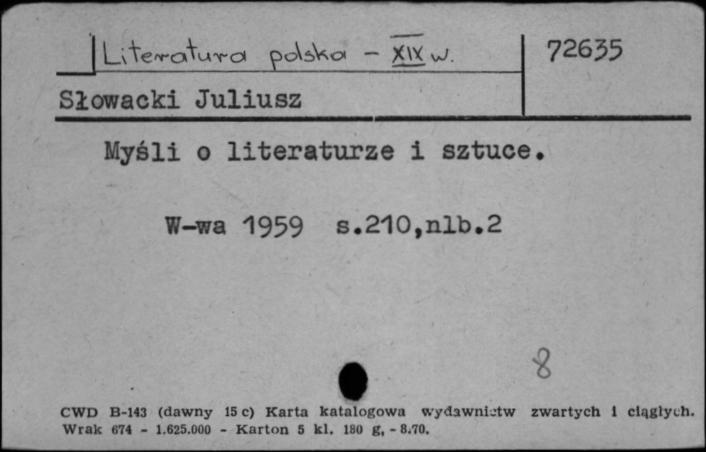 Literatura polska - XIX w.
72635
Słowacki Juliusz
Myśli o literaturze i sztuce.
W-wa 1959 s.210,nlb.2
8
CWD B-143 (dawny 15 c) Karta katalogowa wydawnictw zwartych i ciągłych.
Wrak 674 - 1.625.000 - Karton 5 kl. 180 g, - 8.70.